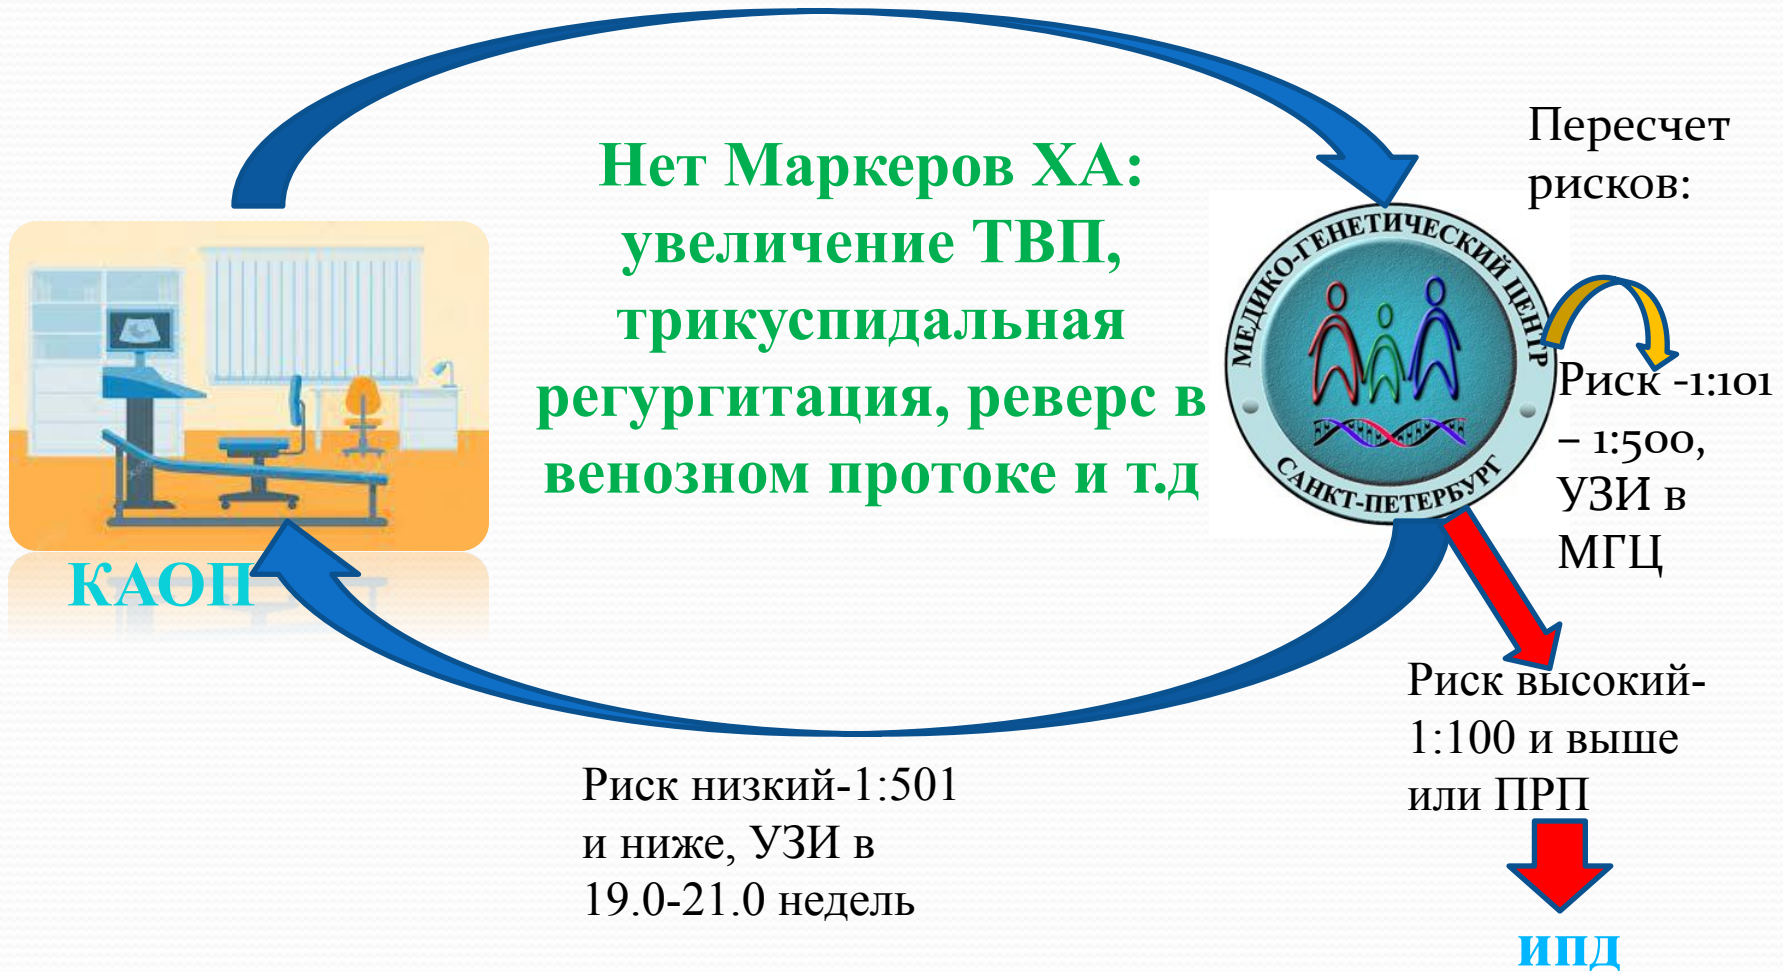 Нет Маркеров ХА:
увеличение ТВП,
трикуспидальная
регургитация, реверс в
венозном протоке и т.д
КАОП
МЕДИКО-ГЕНЕТИЧЕСКИЙ ЦЕНТР
САНКТ-ПЕТЕРБУРГ
Пересчет
рисков:
Риск -1:101
– 1:500,
УЗИ в
МГЦ
Риск высокий-
1:100 и выше
или ПРП
ИПД
Риск низкий-1:501
и ниже, УЗИ в
19.0-21.0 недель